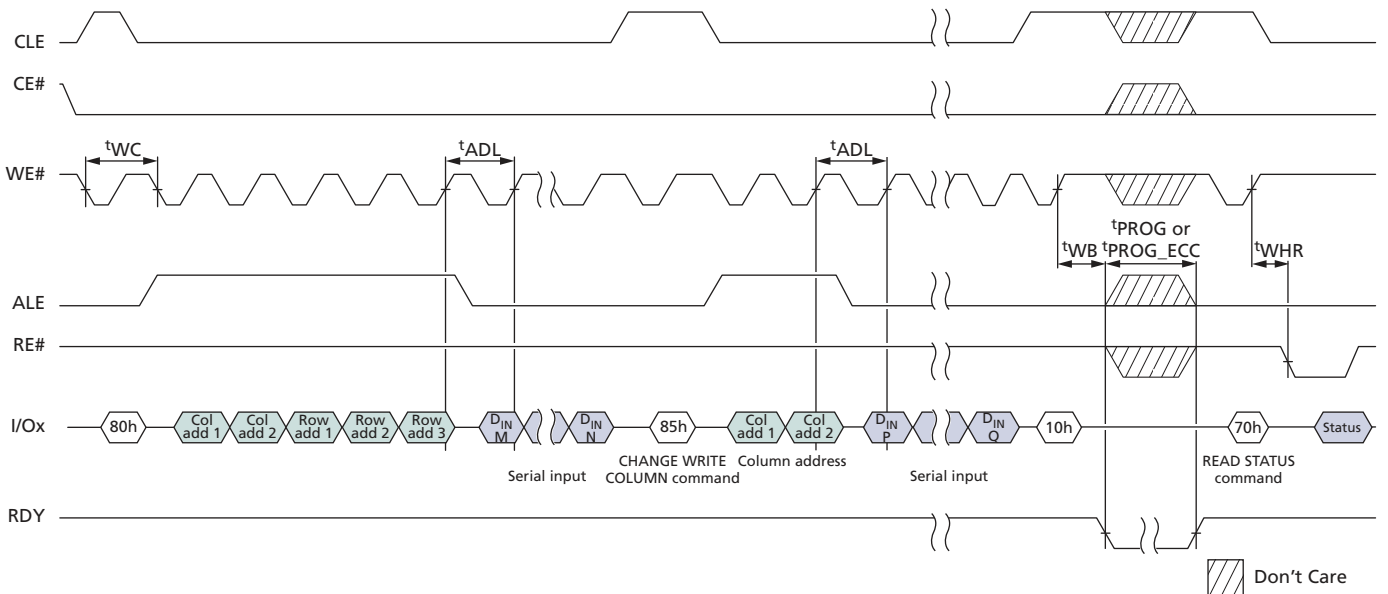 CLE
CE#
tWC
tADL
tADL
WE#
tPROG or
tWB
tPROG_ECC
tWHR
ALE
RE#
I/Ox
80h
Col add 1
Col add 2
Row add 1
Row add 2
Row add 3
DIN M
DIN N
85h
Col add 1
Col add 2
DIN P
DIN Q
10h
70h
Status
Serial input
CHANGE WRITE
COLUMN command
Column address
Serial input
READ STATUS
command
RDY
Don't Care